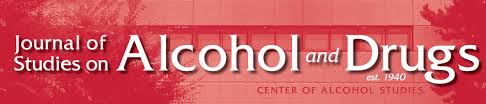 Journal of
Studies on
Alcohol and Drugs
est. 1940
CENTER OF ALCOHOL STUDIES